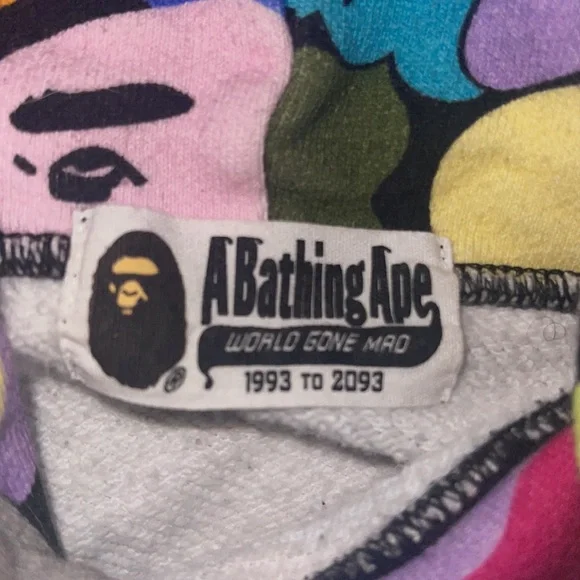 A Bathing Ape
WORLD GONE MAD
1993 TO 2093
®